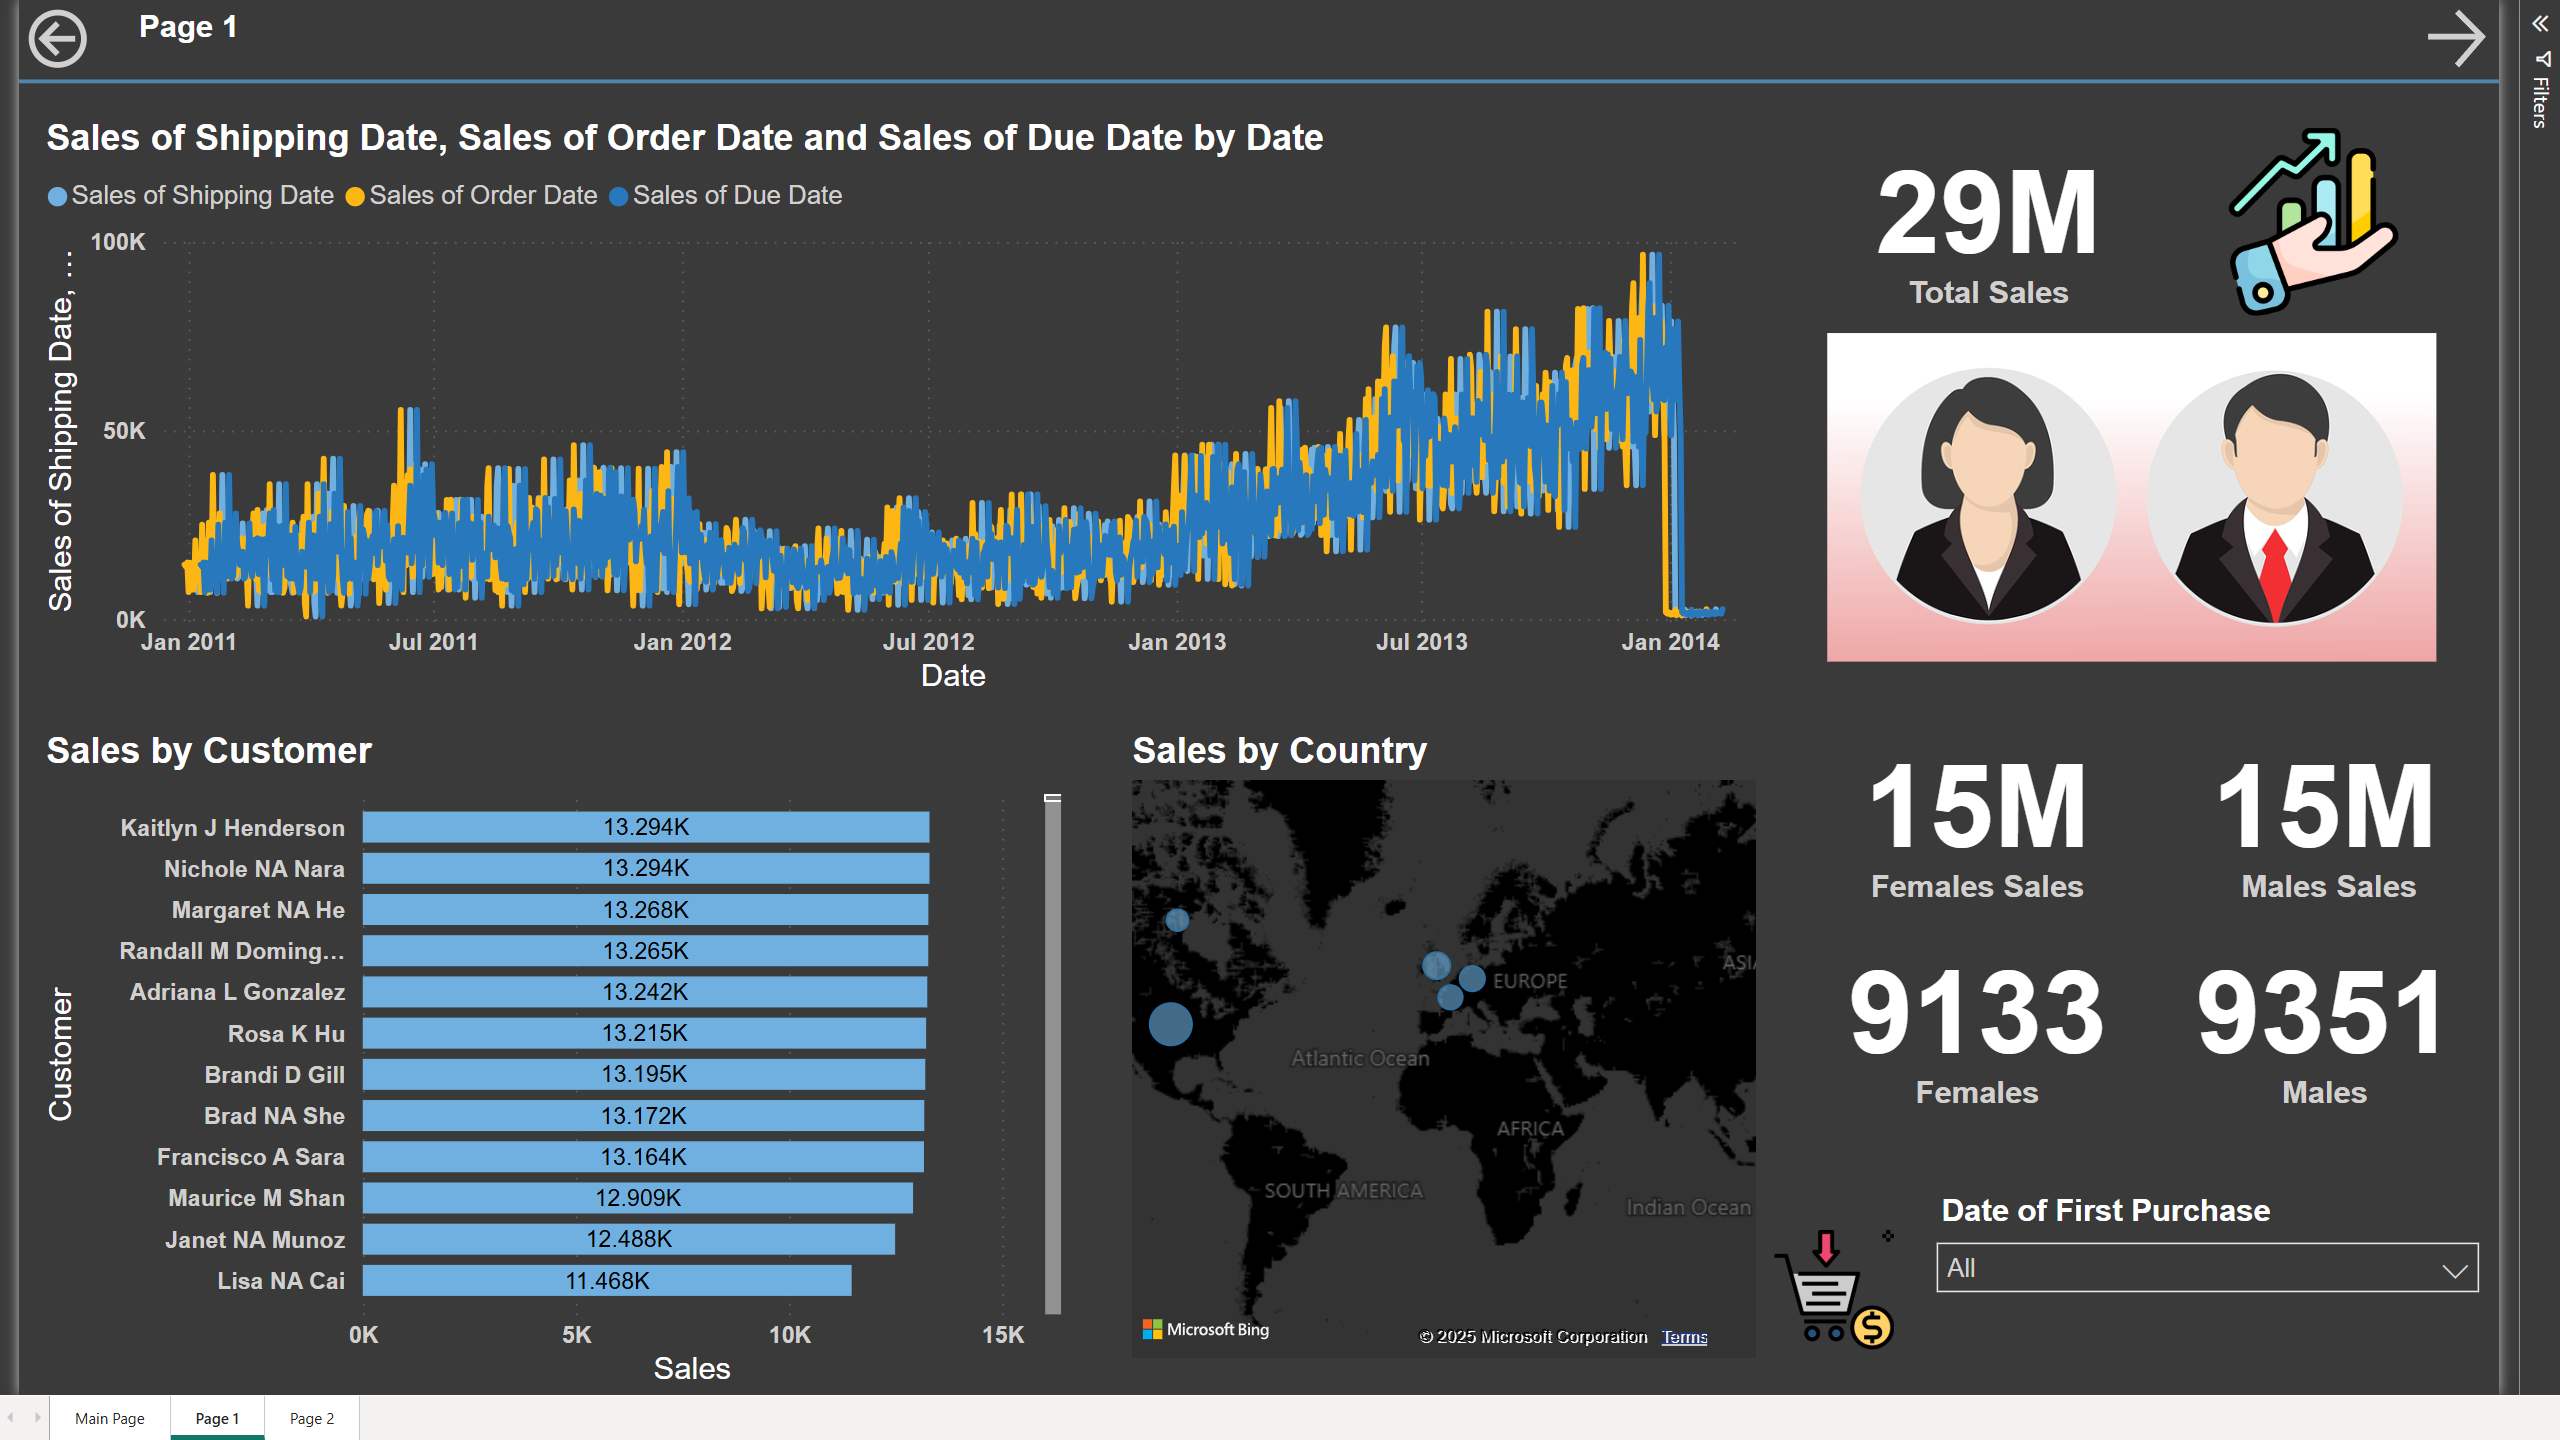 Page 1
Filters
Sales of Shipping Date, Sales of Order Date and Sales of Due Date by Date
Sales of Shipping Date
Sales of Order Date
Sales of Due Date
Sales of Shipping Date, ...
100K
50K
0K
Jan 2011
Jul 2011
Jan 2012
Jul 2012
Jan 2013
Jul 2013
Jan 2014
Date
29M
Total Sales
Sales by Customer
Customer
Kaitlyn J Henderson 13.294K
Nichole NA Nara 13.294K
Margaret NA He 13.268K
Randall M Doming... 13.265K
Adriana L Gonzalez 13.242K
Rosa K Hu 13.215K
Brandi D Gill 13.195K
Brad NA She 13.172K
Francisco A Sara 13.164K
Maurice M Shan 12.909K
Janet NA Munoz 12.488K
Lisa NA Cai 11.468K
0K
5K
10K
15K
Sales
Sales by Country
EUROPE
ASIA
Atlantic Ocean
AFRICA
SOUTH AMERICA
Indian Ocean
Microsoft Bing
© 2025 Microsoft Corporation Terms
15M
Females Sales
15M
Males Sales
9133
Females
9351
Males
Date of First Purchase
All
$
Main Page
Page 1
Page 2